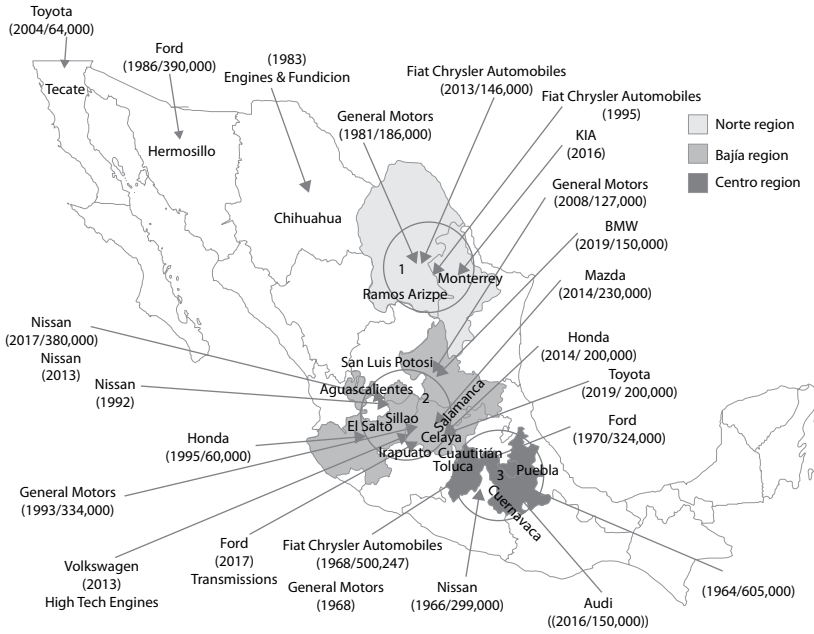 Toyota
(2004/64,000)
Ford
(1986/390,000)
(1983)
Engines & Fundicion
General Motors
(1981/186,000)
Fiat Chrysler Automobiles
(2013/146,000)
Fiat Chrysler Automobiles
(1995)
KIA
(2016)
General Motors
(2008/127,000)
BMW
(2019/150,000)
Mazda
(2014/230,000)
Honda
(2014/ 200,000)
Toyota
(2019/ 200,000)
Ford
(1970/324,000)
Norte region
Bajía region
Centro region
Tecate
Hermosillo
Chihuahua
1
Monterrey
Ramos Arizpe
San Luis Potosi
Aguascalientes
2
Salamanca
Sillao
El Salto
Celaya
Irapuato
Cuautitián
Toluca
3
Puebla
Cuernavaca
Nissan
(2017/380,000)
Nissan
(2013)
Nissan
(1992)
Honda
(1995/60,000)
General Motors
(1993/334,000)
Volkswagen
(2013)
High Tech Engines
Ford
(2017)
Transmissions
Fiat Chrysler Automobiles
(1968/500,247)
General Motors
(1968)
Nissan
(1966/299,000)
Audi
((2016/150,000))
(1964/605,000)